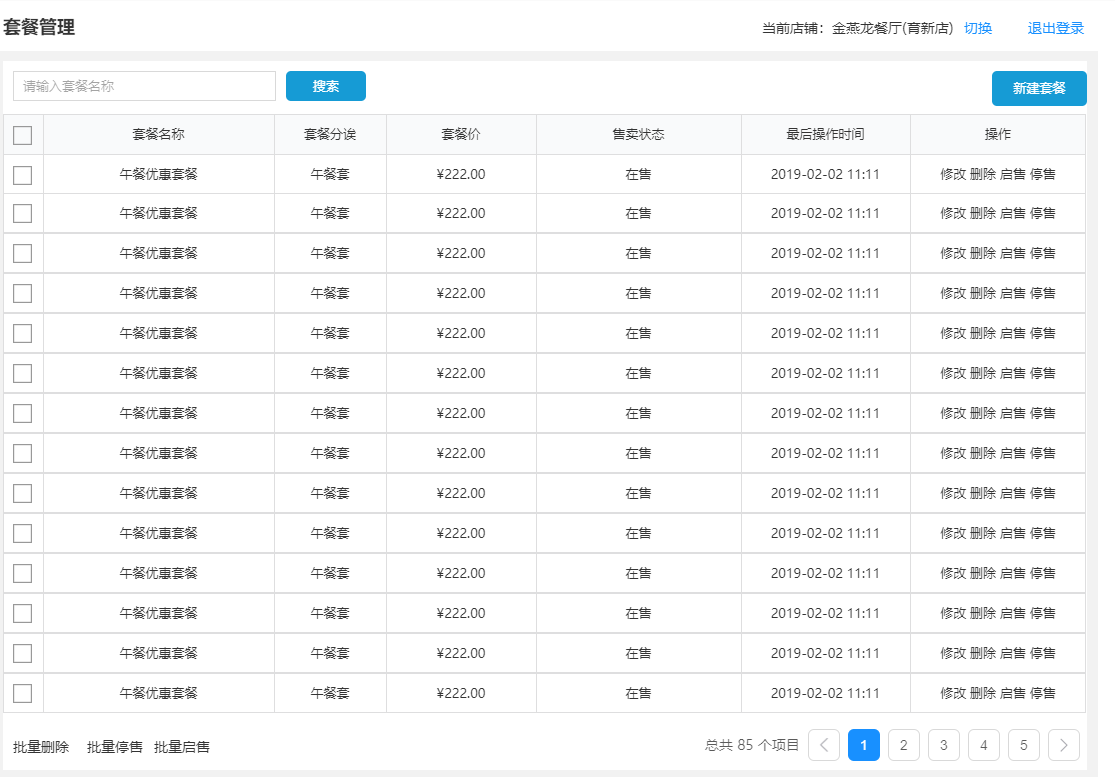 套餐管理 当前店铺：金燕龙餐厅(育新店) 切换 退出登录
请输入套餐名称 搜索 新建套餐
套餐名称 套餐分诶 套餐价 售卖状态 最后操作时间 操作
午餐优惠套餐 午餐套 ¥222.00 在售 2019-02-02 11:11 修改 删除 启售 停售
午餐优惠套餐 午餐套 ¥222.00 在售 2019-02-02 11:11 修改 删除 启售 停售
午餐优惠套餐 午餐套 ¥222.00 在售 2019-02-02 11:11 修改 删除 启售 停售
午餐优惠套餐 午餐套 ¥222.00 在售 2019-02-02 11:11 修改 删除 启售 停售
午餐优惠套餐 午餐套 ¥222.00 在售 2019-02-02 11:11 修改 删除 启售 停售
午餐优惠套餐 午餐套 ¥222.00 在售 2019-02-02 11:11 修改 删除 启售 停售
午餐优惠套餐 午餐套 ¥222.00 在售 2019-02-02 11:11 修改 删除 启售 停售
午餐优惠套餐 午餐套 ¥222.00 在售 2019-02-02 11:11 修改 删除 启售 停售
午餐优惠套餐 午餐套 ¥222.00 在售 2019-02-02 11:11 修改 删除 启售 停售
午餐优惠套餐 午餐套 ¥222.00 在售 2019-02-02 11:11 修改 删除 启售 停售
午餐优惠套餐 午餐套 ¥222.00 在售 2019-02-02 11:11 修改 删除 启售 停售
午餐优惠套餐 午餐套 ¥222.00 在售 2019-02-02 11:11 修改 删除 启售 停售
午餐优惠套餐 午餐套 ¥222.00 在售 2019-02-02 11:11 修改 删除 启售 停售
午餐优惠套餐 午餐套 ¥222.00 在售 2019-02-02 11:11 修改 删除 启售 停售
批量删除 批量停售 批量启售 总共 85 个项目 1 2 3 4 5